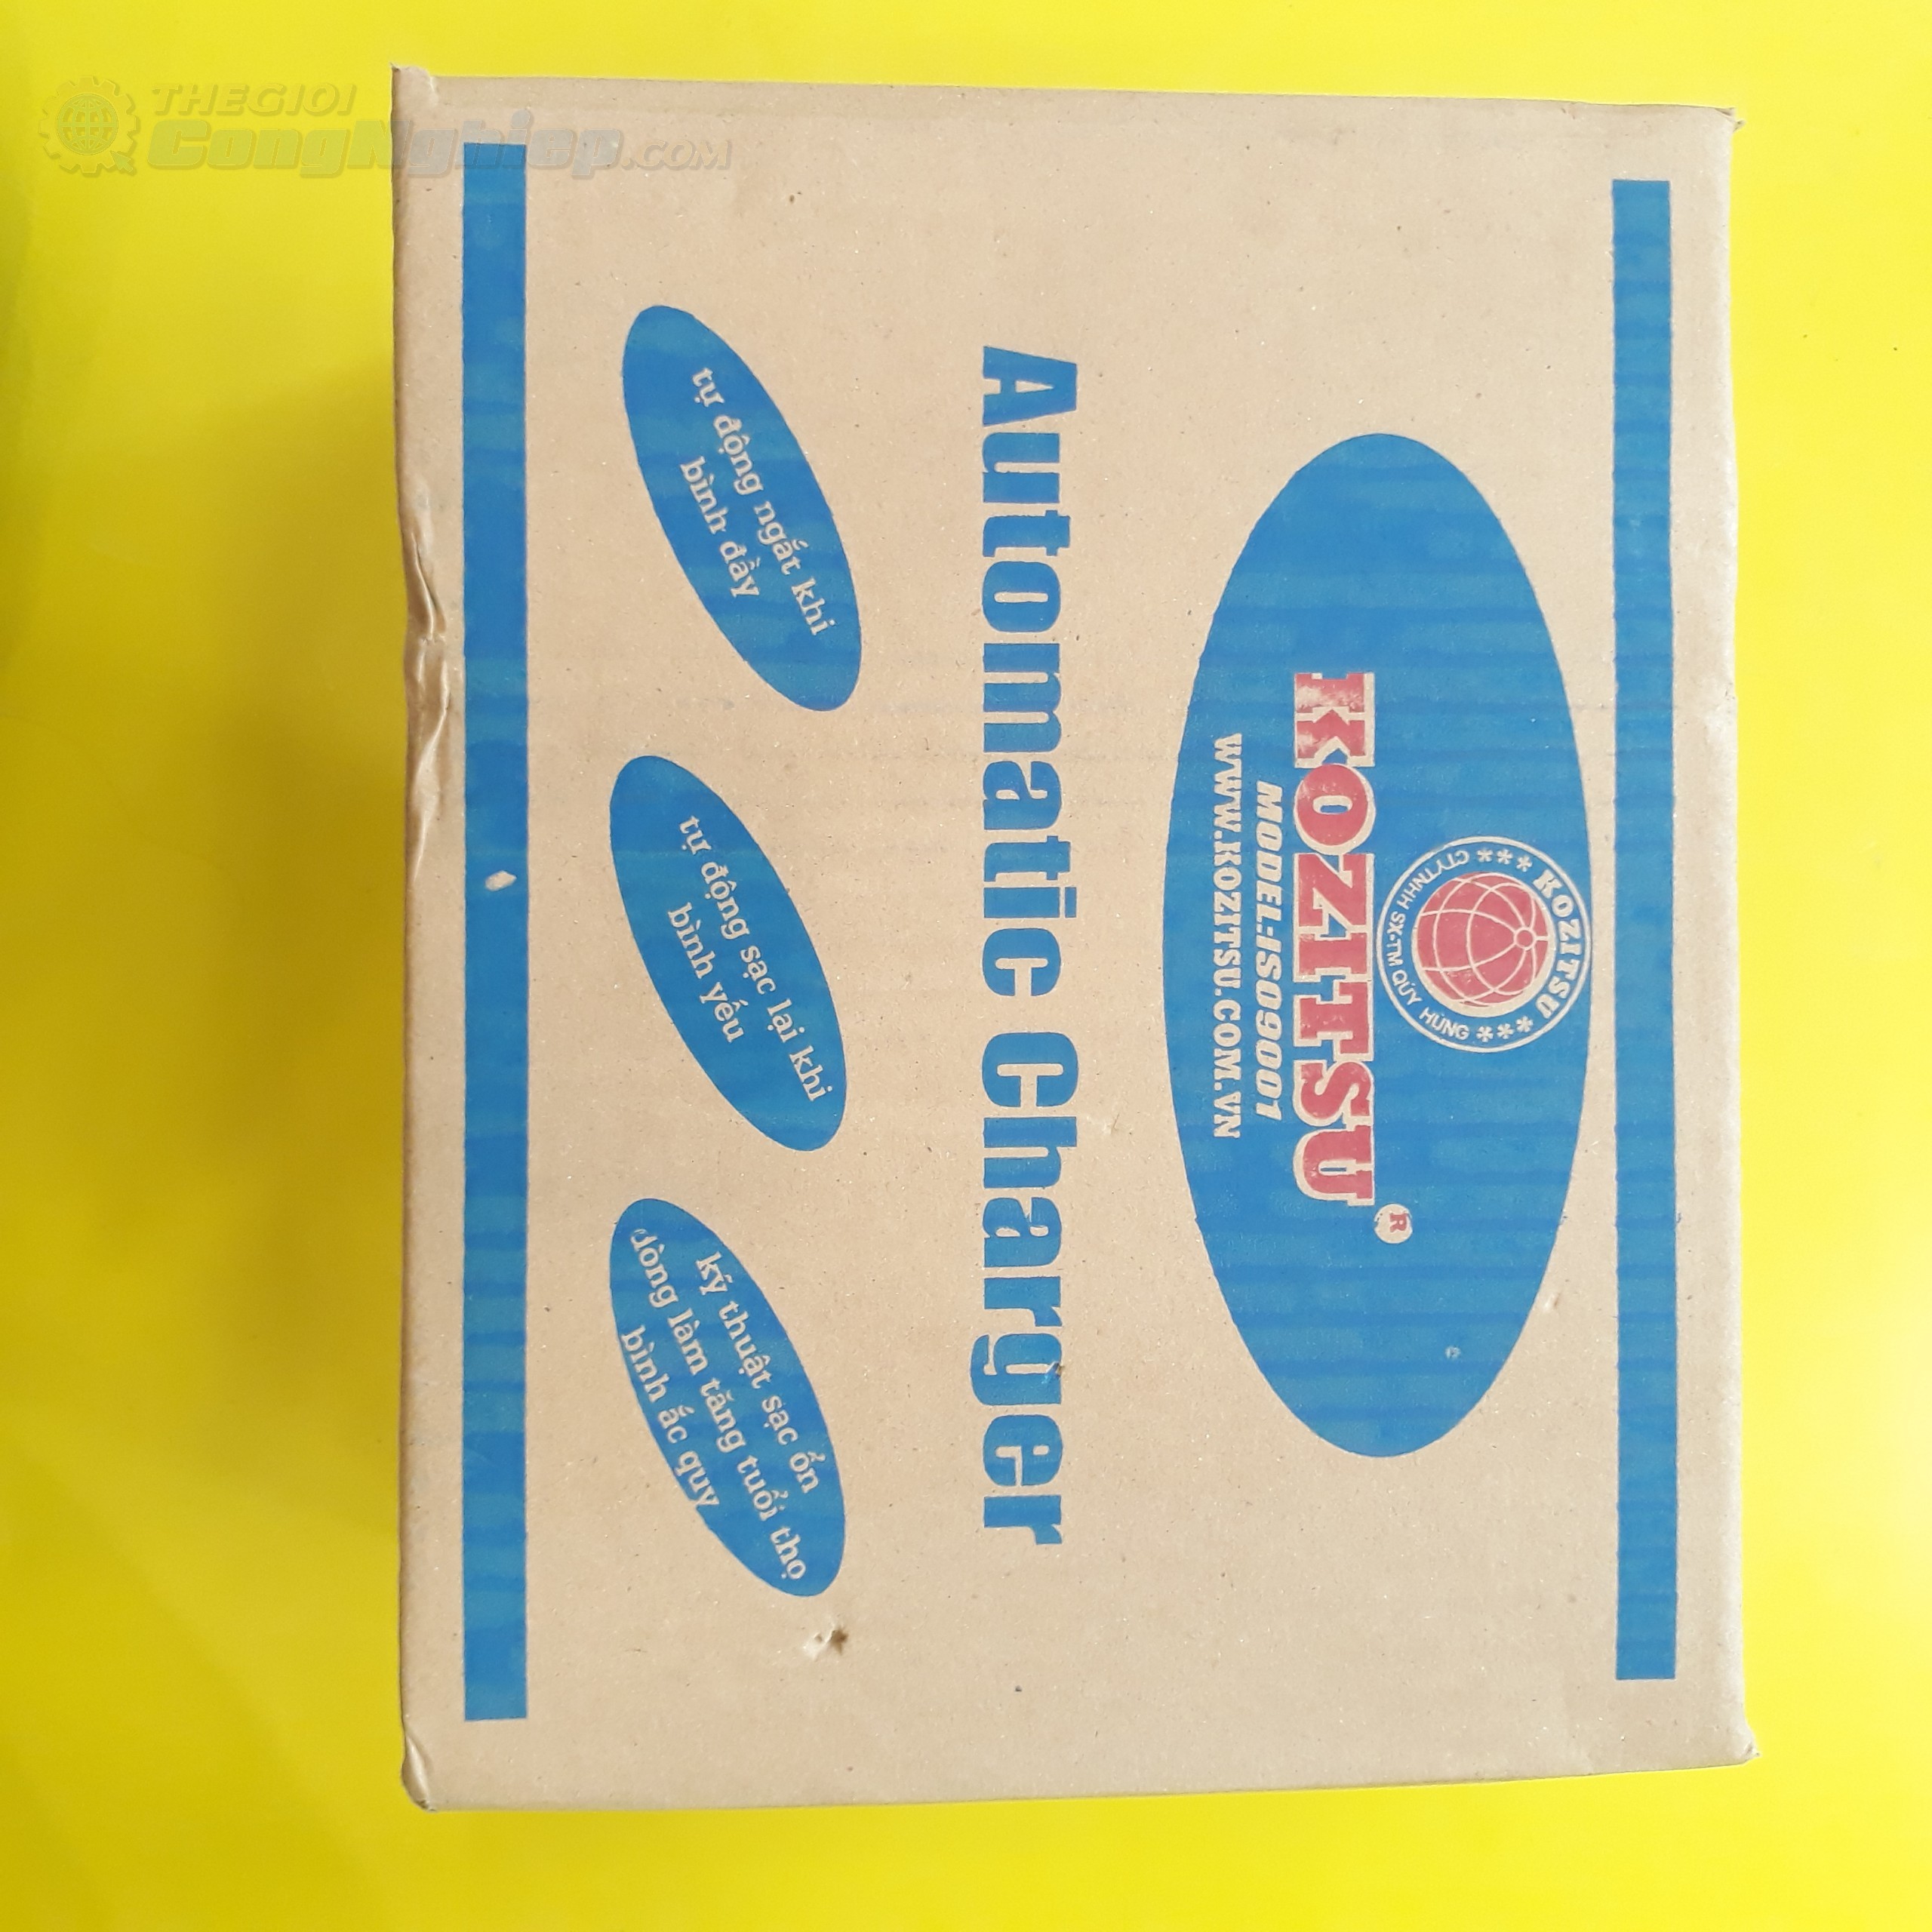 THEGIOI
CongNghiep.COM
KOZITSU
*** CTY TNHH SX-TM QÚY HÙNG ***
KOZITSU ®
MODEL-ISO9001
WWW.KOZITSU.COM.VN
Automatic Charger
tự động ngắt khi
bình đầy
tự động sạc lại khi
bình yếu
kỹ thuật sạc ổn
dòng làm tăng tuổi thọ
bình ắc quy